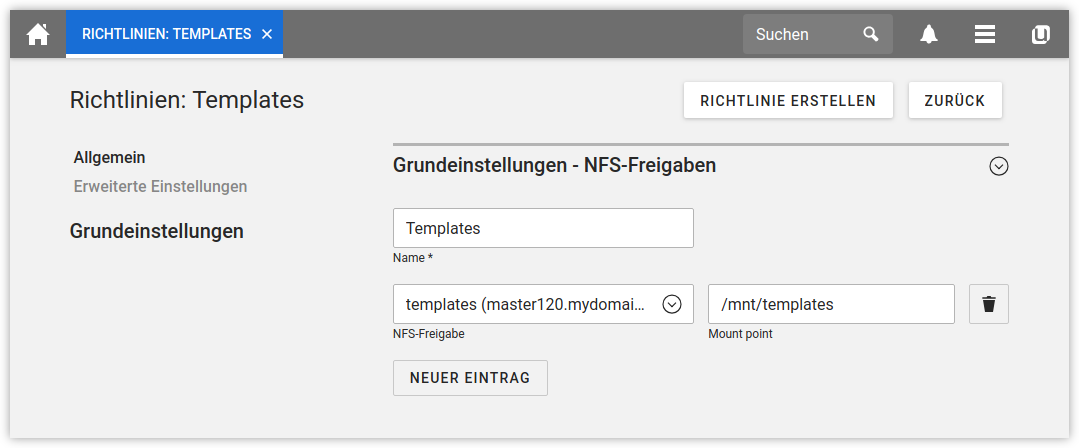 RICHTLINIEN: TEMPLATES ×
Suchen
Richtlinien: Templates
RICHTLINIE ERSTELLEN
ZURÜCK
Allgemein
Erweiterte Einstellungen
Grundeinstellungen
Grundeinstellungen - NFS-Freigaben
Templates
Name *
templates (master120.mydomai...
/mnt/templates
NFS-Freigabe
Mount point
NEUER EINTRAG